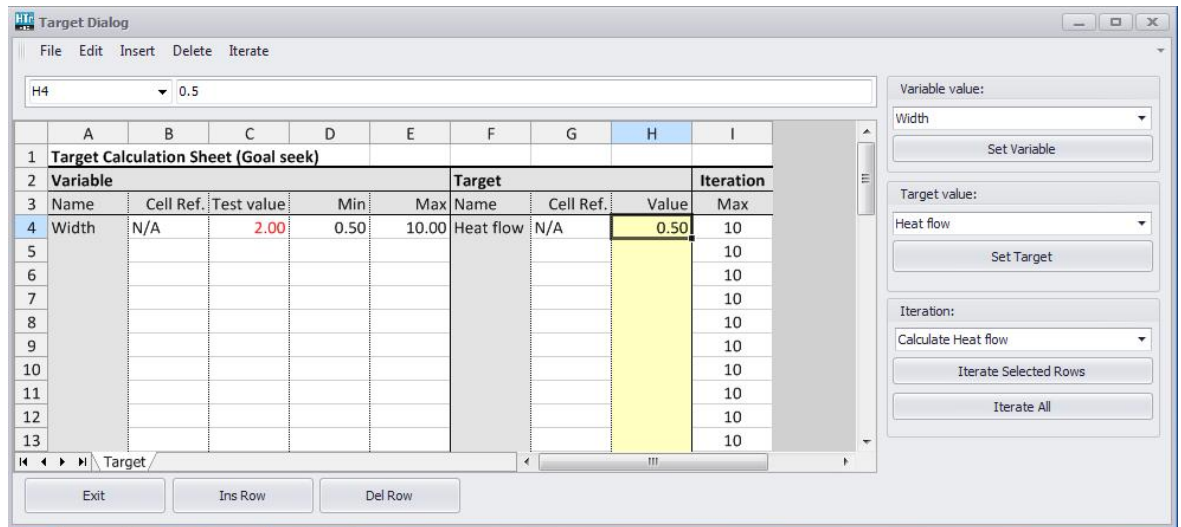 HTc Target Dialog
File Edit Insert Delete Iterate
H4 0.5
A B C D E F G H I
1 Target Calculation Sheet (Goal seek)
2 Variable Target Iteration
3 Name Cell Ref. Test value Min Max Name Cell Ref. Value Max
4 Width N/A 2.00 0.50 10.00 Heat flow N/A 0.50 10
5 10
6 10
7 10
8 10
9 10
10 10
11 10
12 10
13 10
Target
Exit Ins Row Del Row
Variable value:
Width
Set Variable
Target value:
Heat flow
Set Target
Iteration:
Calculate Heat flow
Iterate Selected Rows
Iterate All